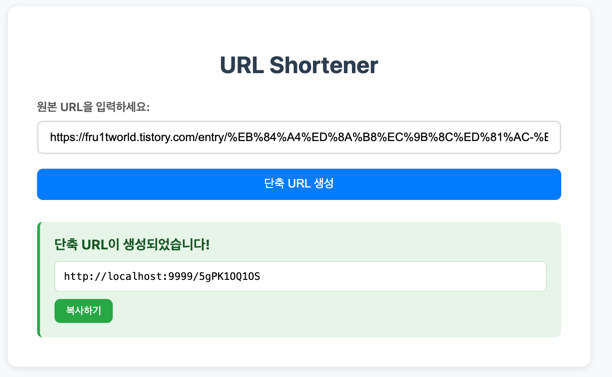 URL Shortener
원본 URL을 입력하세요:
https://fru1tworld.tistory.com/entry/%EB%84%A4%ED%8A%B8%EC%9B%8C%ED%81%AC-%E
단축 URL 생성
단축 URL이 생성되었습니다!
http://localhost:9999/5gPK1OQ1OS
복사하기